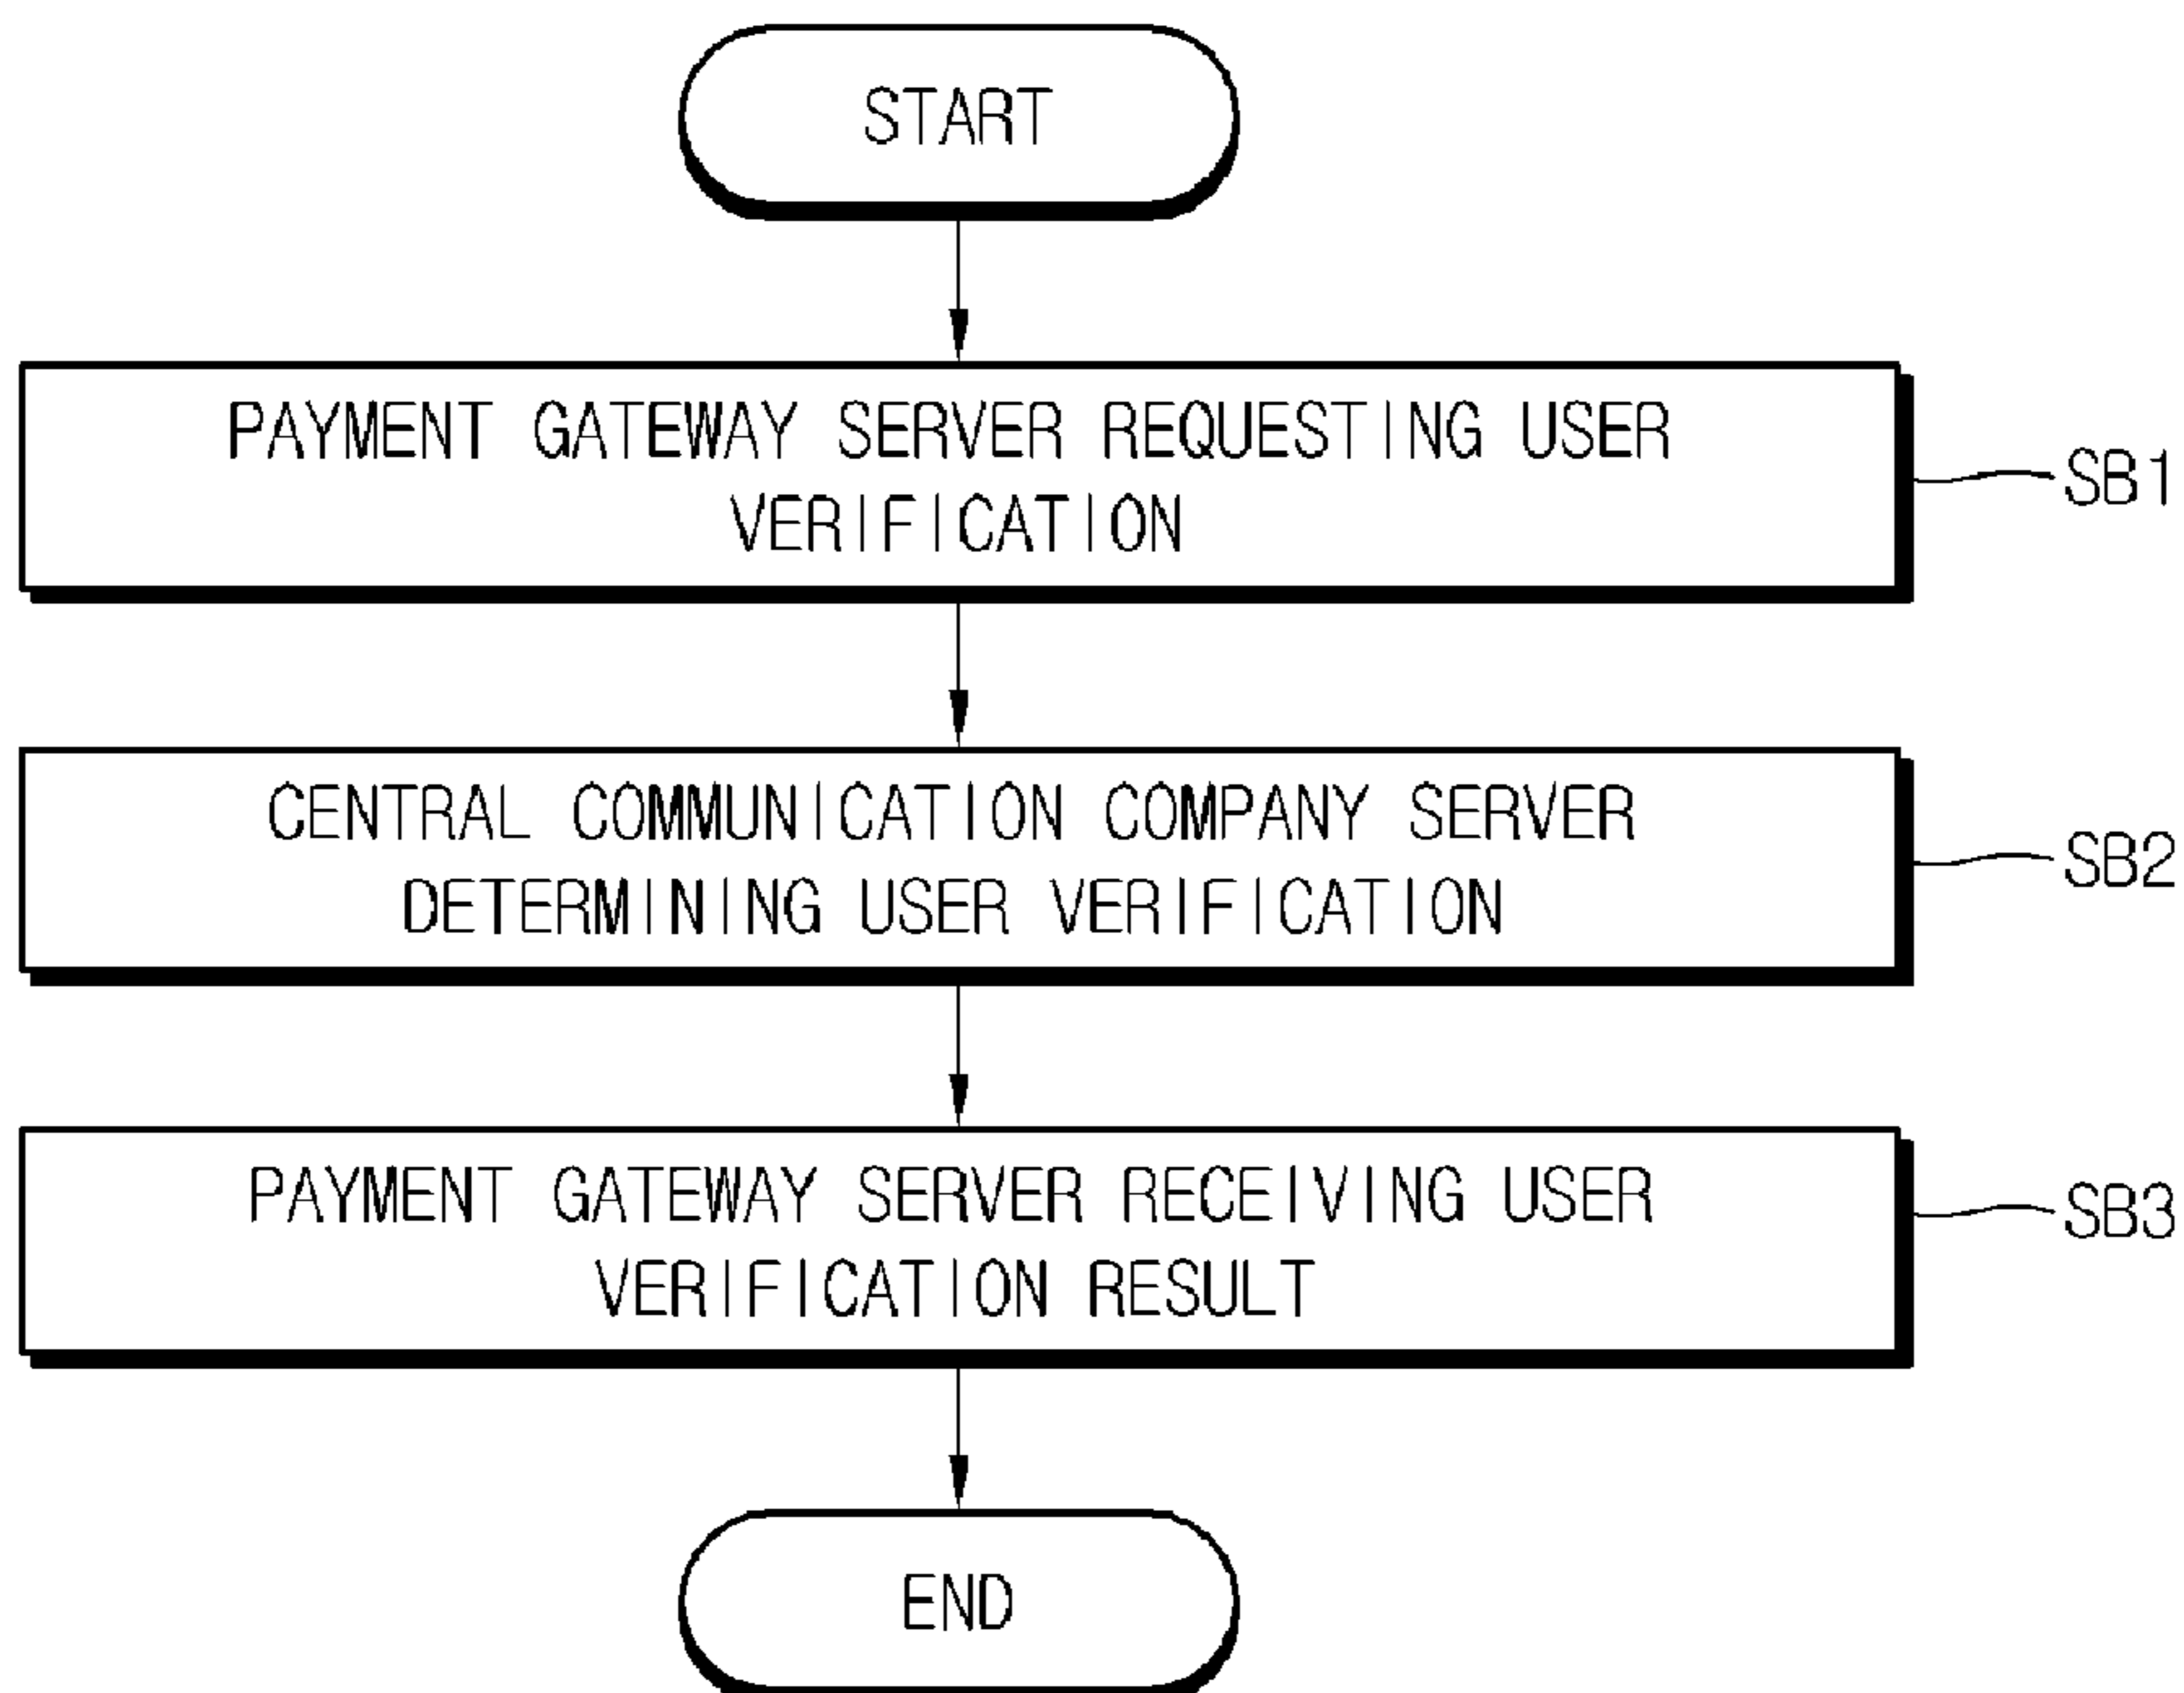 START
PAYMENT GATEWAY SERVER REQUESTING USER
VERIFICATION
SB1
CENTRAL COMMUNICATION COMPANY SERVER
DETERMINING USER VERIFICATION
SB2
PAYMENT GATEWAY SERVER RECEIVING USER
VERIFICATION RESULT
SB3
END